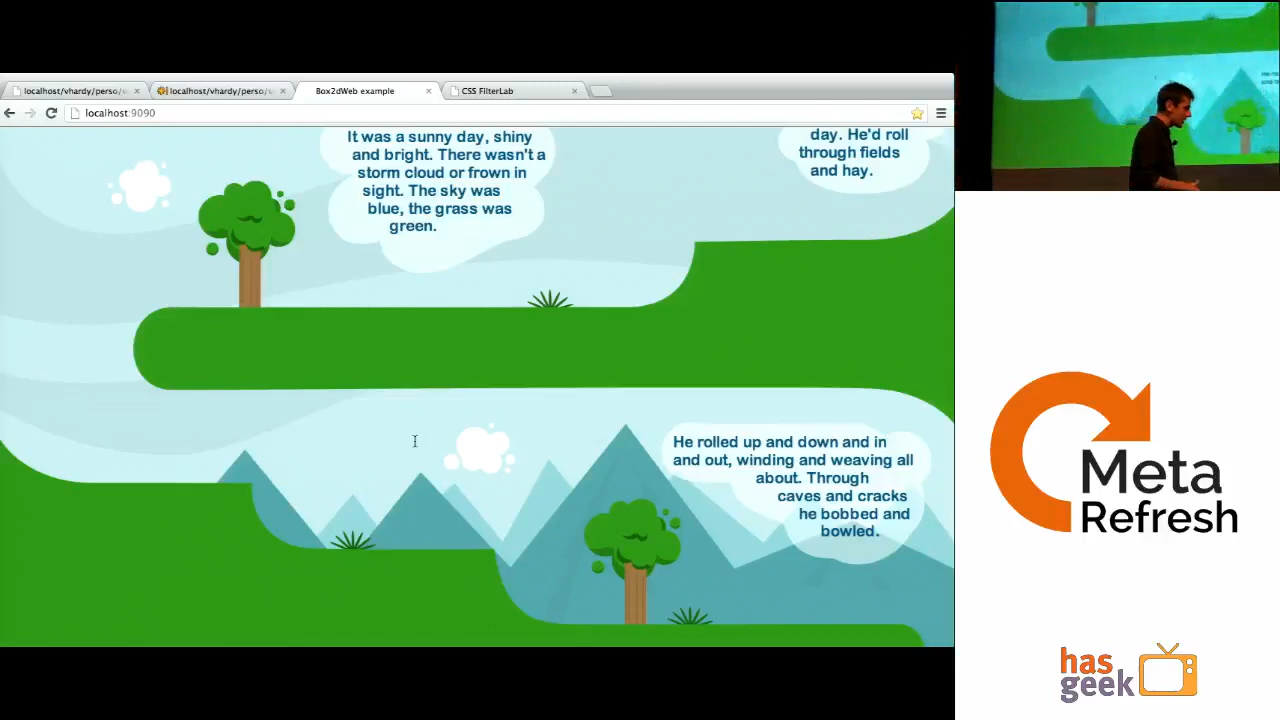 localhost/vhardy/perso/
localhost/vhardy/perso/
Box2dWeb example
CSS FilterLab
localhost:9090
It was a sunny day, shiny
and bright. There wasn't a
storm cloud or frown in
sight. The sky was
blue, the grass was
green.
day. He'd roll
through fields
and hay.
He rolled up and down and in
and out, winding and weaving all
about. Through
caves and cracks
he bobbed and
bowled.
Meta
Refresh
has
geek